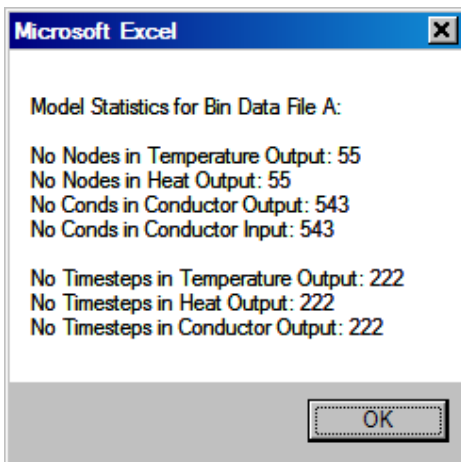 Microsoft Excel
Model Statistics for Bin Data File A:
No Nodes in Temperature Output: 55
No Nodes in Heat Output: 55
No Conds in Conductor Output: 543
No Conds in Conductor Input: 543
No Timesteps in Temperature Output: 222
No Timesteps in Heat Output: 222
No Timesteps in Conductor Output: 222
OK